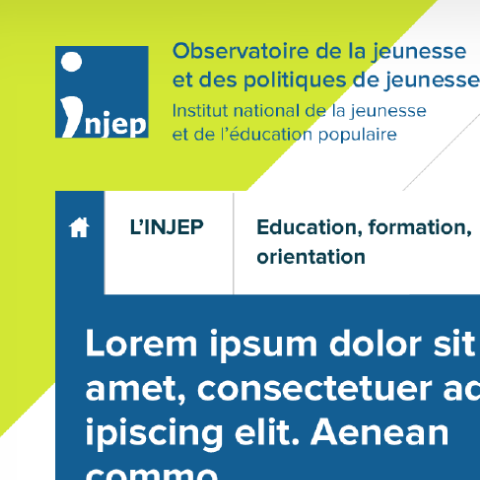 Observatoire de la jeunesse
et des politiques de jeunesse
Institut national de la jeunesse
et de l'éducation populaire
injep
L'INJEP
Education, formation,
orientation
Lorem ipsum dolor sit
amet, consectetuer ad
ipiscing elit. Aenean
commo